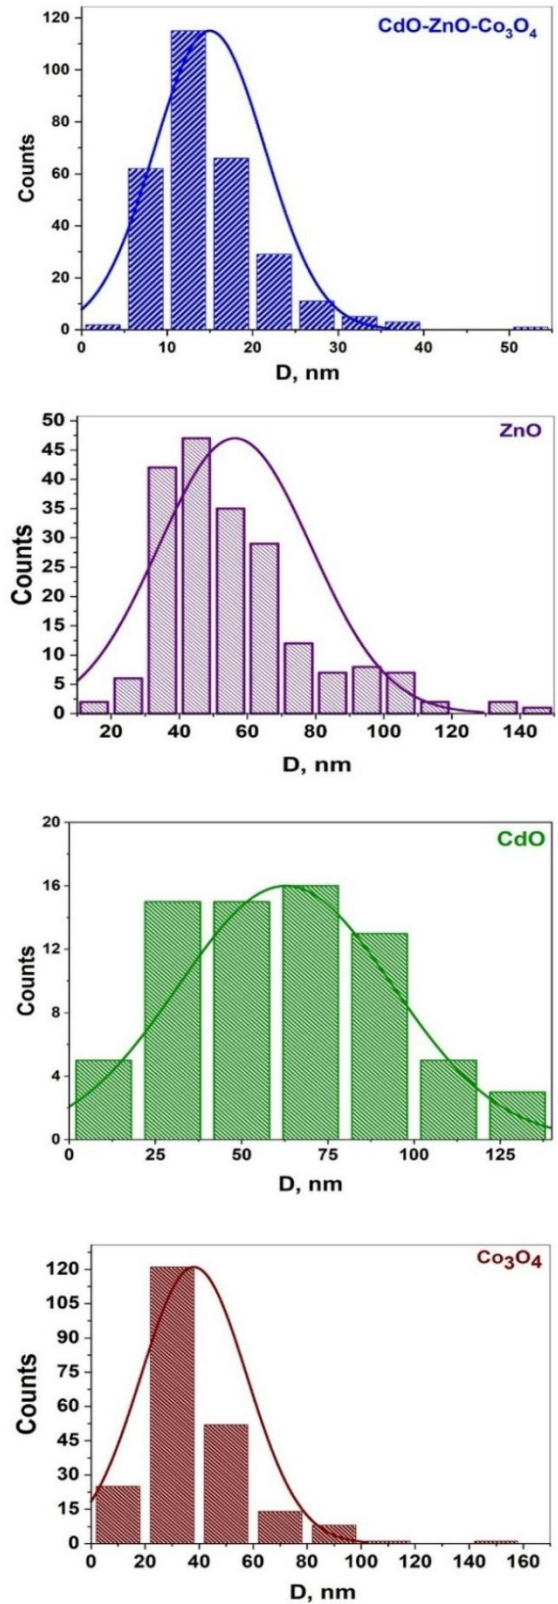 CdO-ZnO-Co₃O₄
120
100
80
60
40
20
0
Counts
0 10 20 30 40 50
D, nm
ZnO
50
45
40
35
30
25
20
15
10
5
0
Counts
20 40 60 80 100 120 140
D, nm
CdO
20
16
12
8
4
0
Counts
0 25 50 75 100 125
D, nm
Co₃O₄
120
105
90
75
60
45
30
15
0
Counts
0 20 40 60 80 100 120 140 160
D, nm